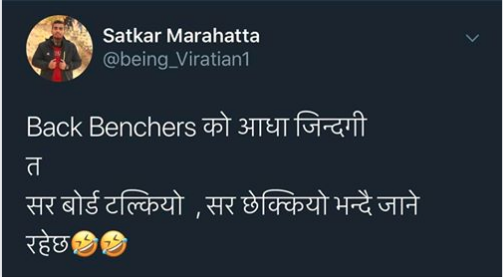 Satkar Marahatta
@being_Viratian1
Back Benchers को आधा जिन्दगी
त
सर बोर्ड टल्कियो , सर छेक्कियो भन्दै जाने
रहेछ🤣🤣